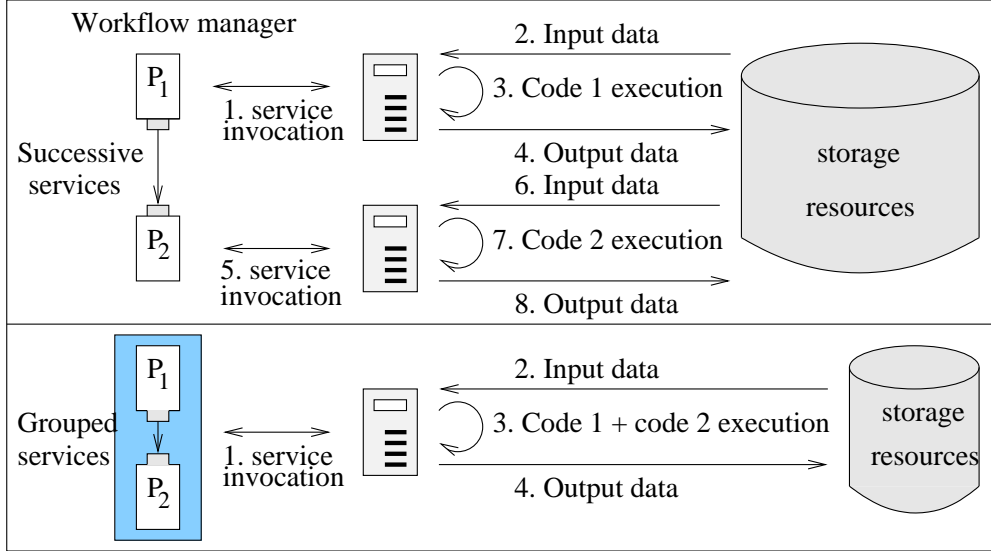 Workflow manager
P1
1. service
invocation
2. Input data
3. Code 1 execution
4. Output data
Successive
services
P2
5. service
invocation
6. Input data
7. Code 2 execution
8. Output data
storage
resources
Grouped
services
P1
P2
1. service
invocation
2. Input data
3. Code 1 + code 2 execution
4. Output data
storage
resources